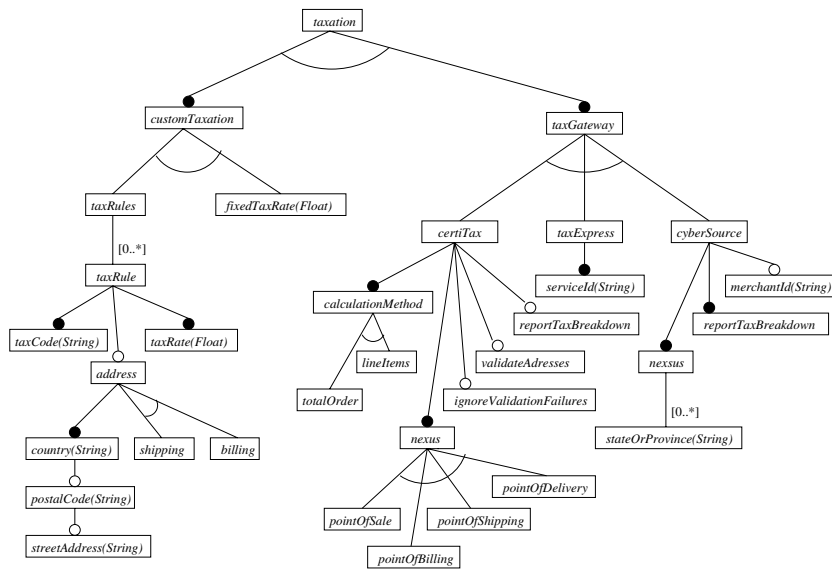 taxation
customTaxation
taxGateway
taxRules
fixedTaxRate(Float)
certiTax
taxExpress
cyberSource
[0..*]
taxRule
serviceId(String)
merchantId(String)
calculationMethod
reportTaxBreakdown
reportTaxBreakdown
taxCode(String)
taxRate(Float)
lineItems
validateAdresses
nexsus
address
totalOrder
ignoreValidationFailures
[0..*]
nexus
stateOrProvince(String)
country(String)
shipping
billing
pointOfDelivery
postalCode(String)
pointOfSale
pointOfShipping
streetAddress(String)
pointOfBilling